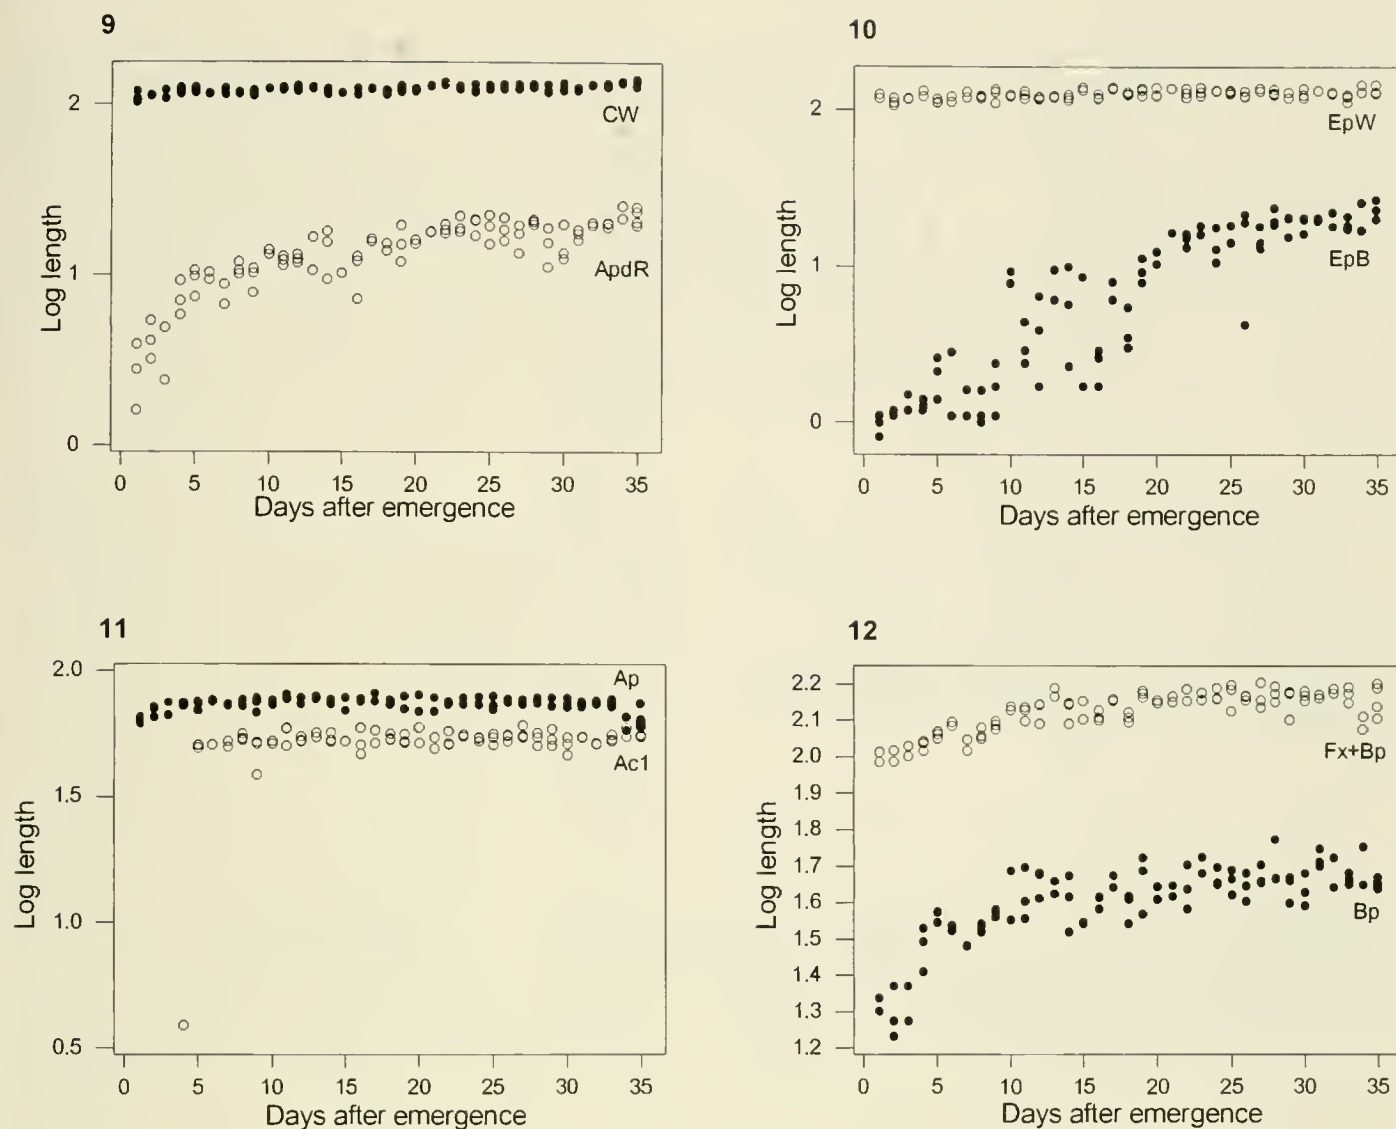 9
2
1
0
Log length
CW
ApdR
0 5 10 15 20 25 30 35
Days after emergence
10
2
1
0
Log length
EpW
EpB
0 5 10 15 20 25 30 35
Days after emergence
11
2.0
1.5
1.0
0.5
Log length
Ap
Ac1
0 5 10 15 20 25 30 35
Days after emergence
12
2.2
2.1
2.0
1.9
1.8
1.7
1.6
1.5
1.4
1.3
1.2
Log length
Fx+Bp
Bp
0 5 10 15 20 25 30 35
Days after emergence